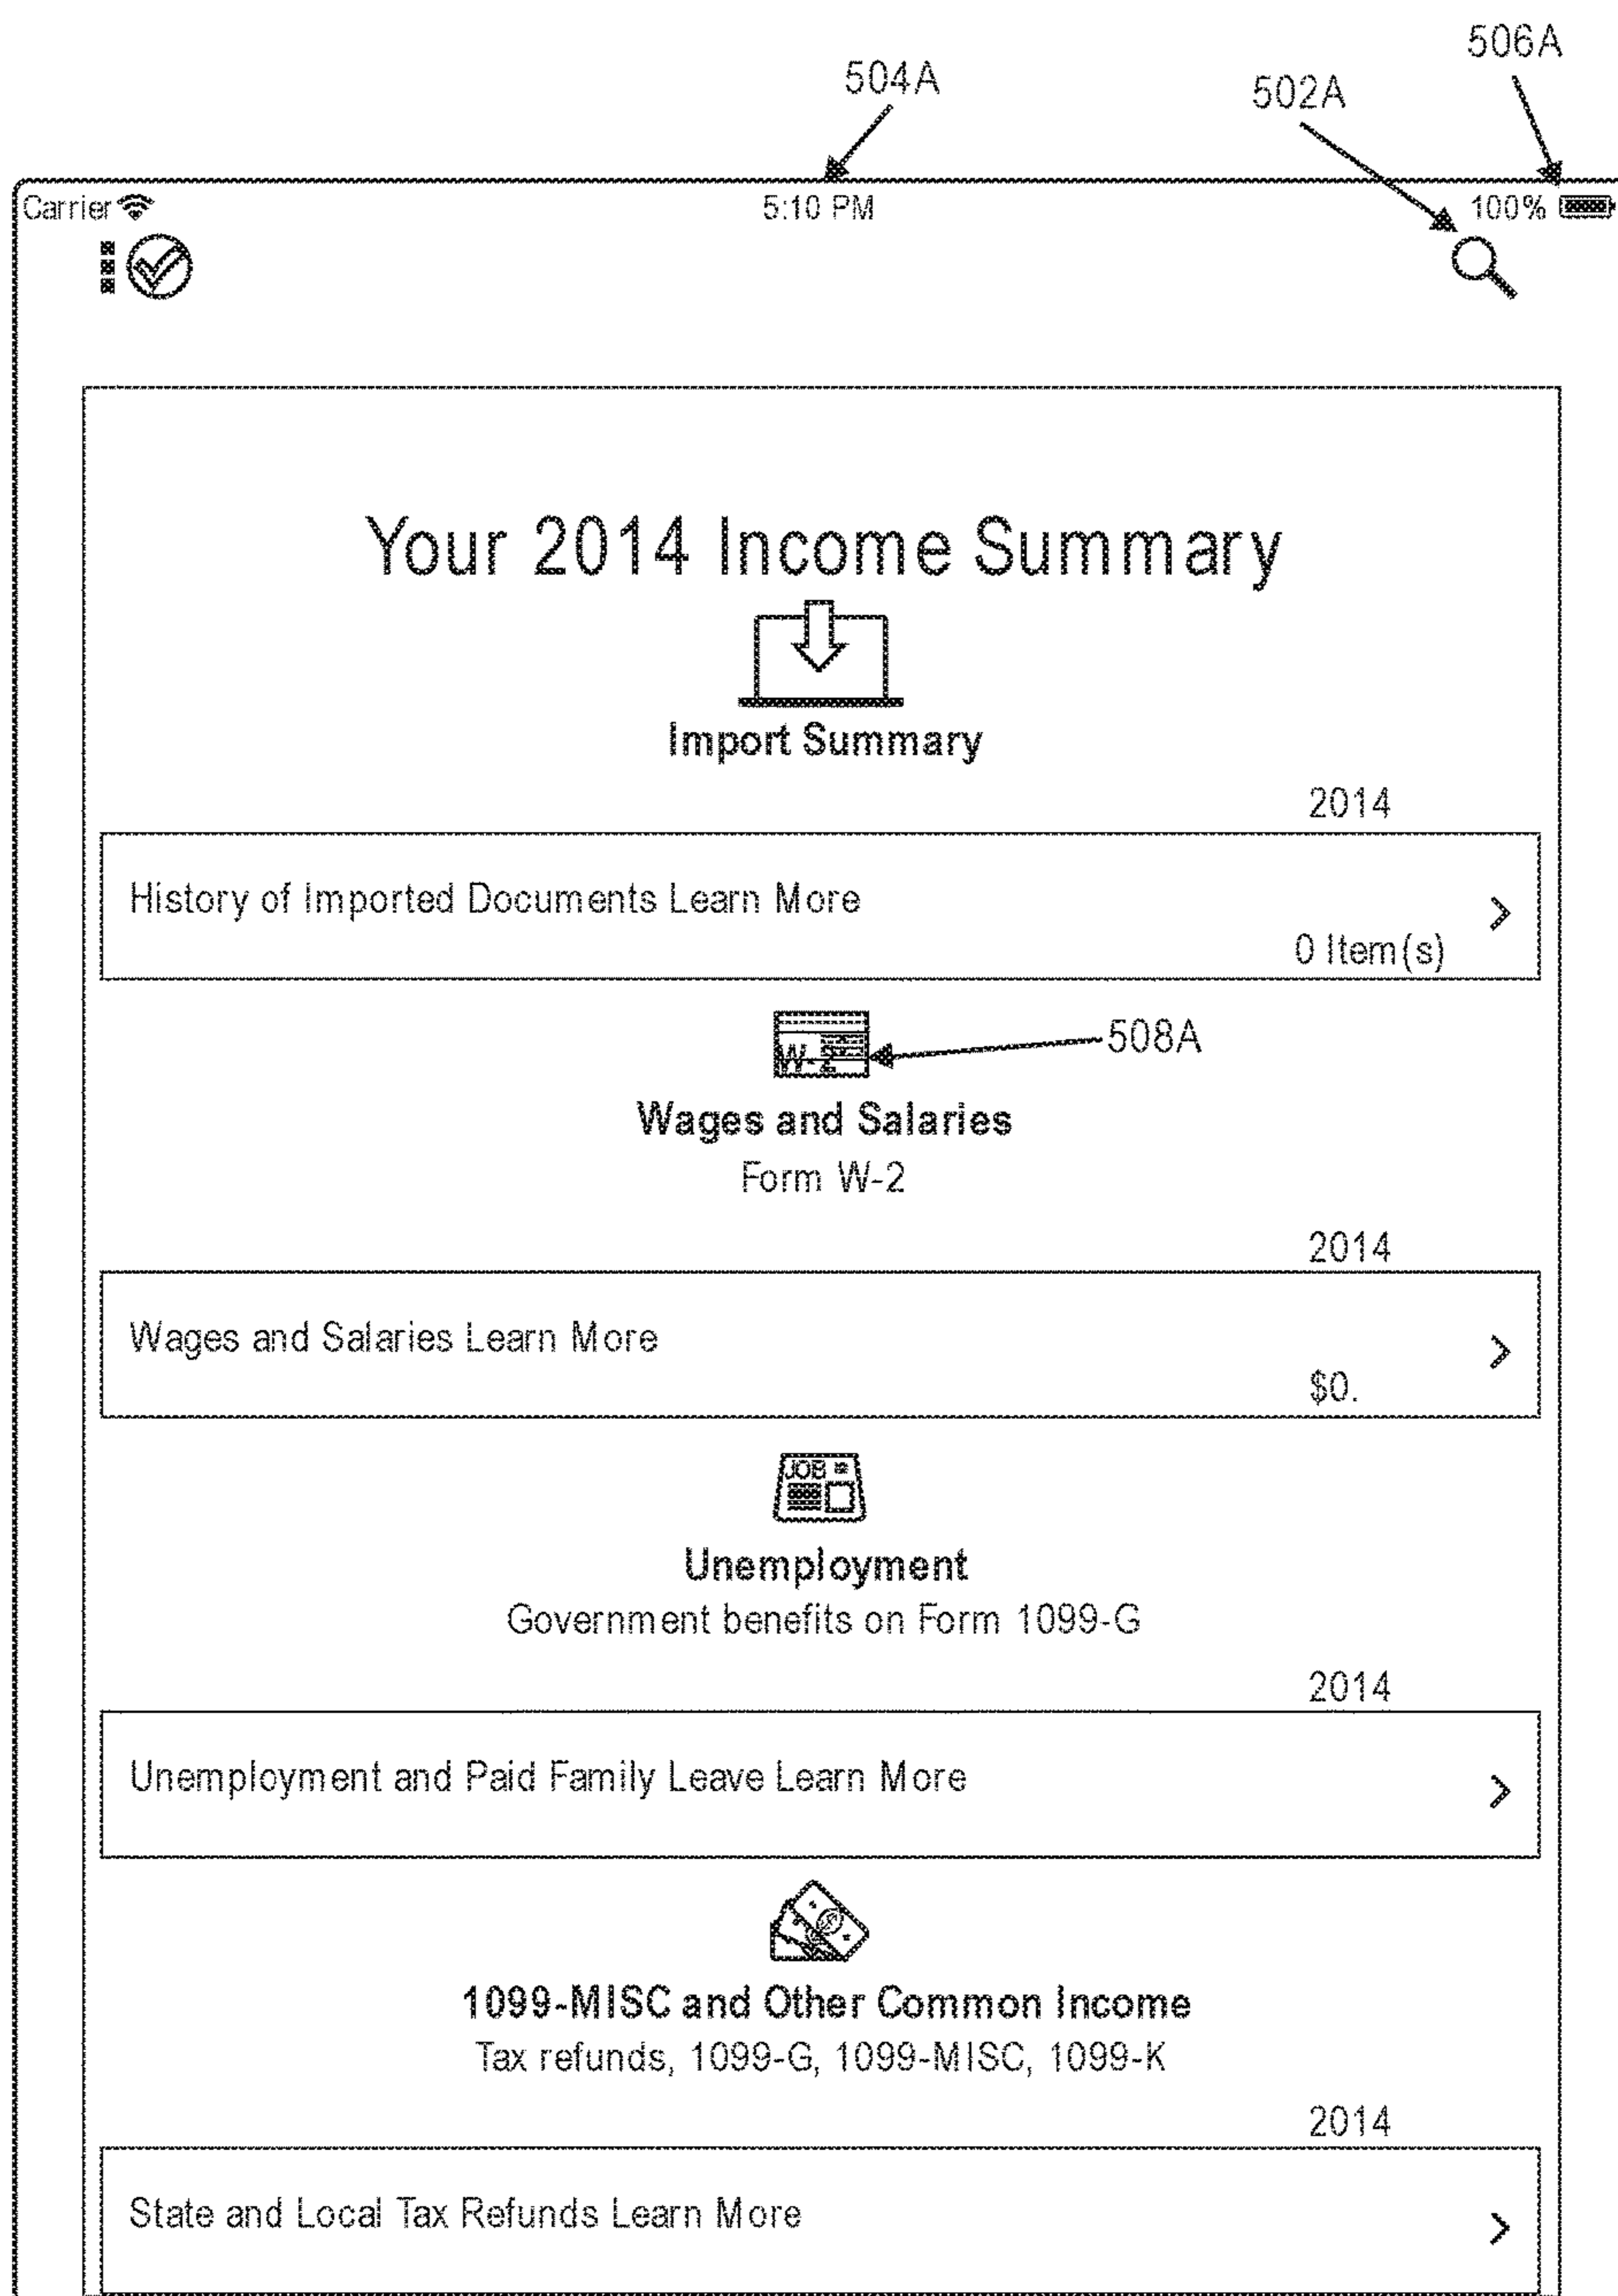 506A
504A
502A
Carrier 5:10 PM 100%
Your 2014 Income Summary
Import Summary
2014
History of Imported Documents Learn More
0 Item(s)
W-2
508A
Wages and Salaries
Form W-2
2014
Wages and Salaries Learn More
$0.
JOB
Unemployment
Government benefits on Form 1099-G
2014
Unemployment and Paid Family Leave Learn More
1099-MISC and Other Common Income
Tax refunds, 1099-G, 1099-MISC, 1099-K
2014
State and Local Tax Refunds Learn More